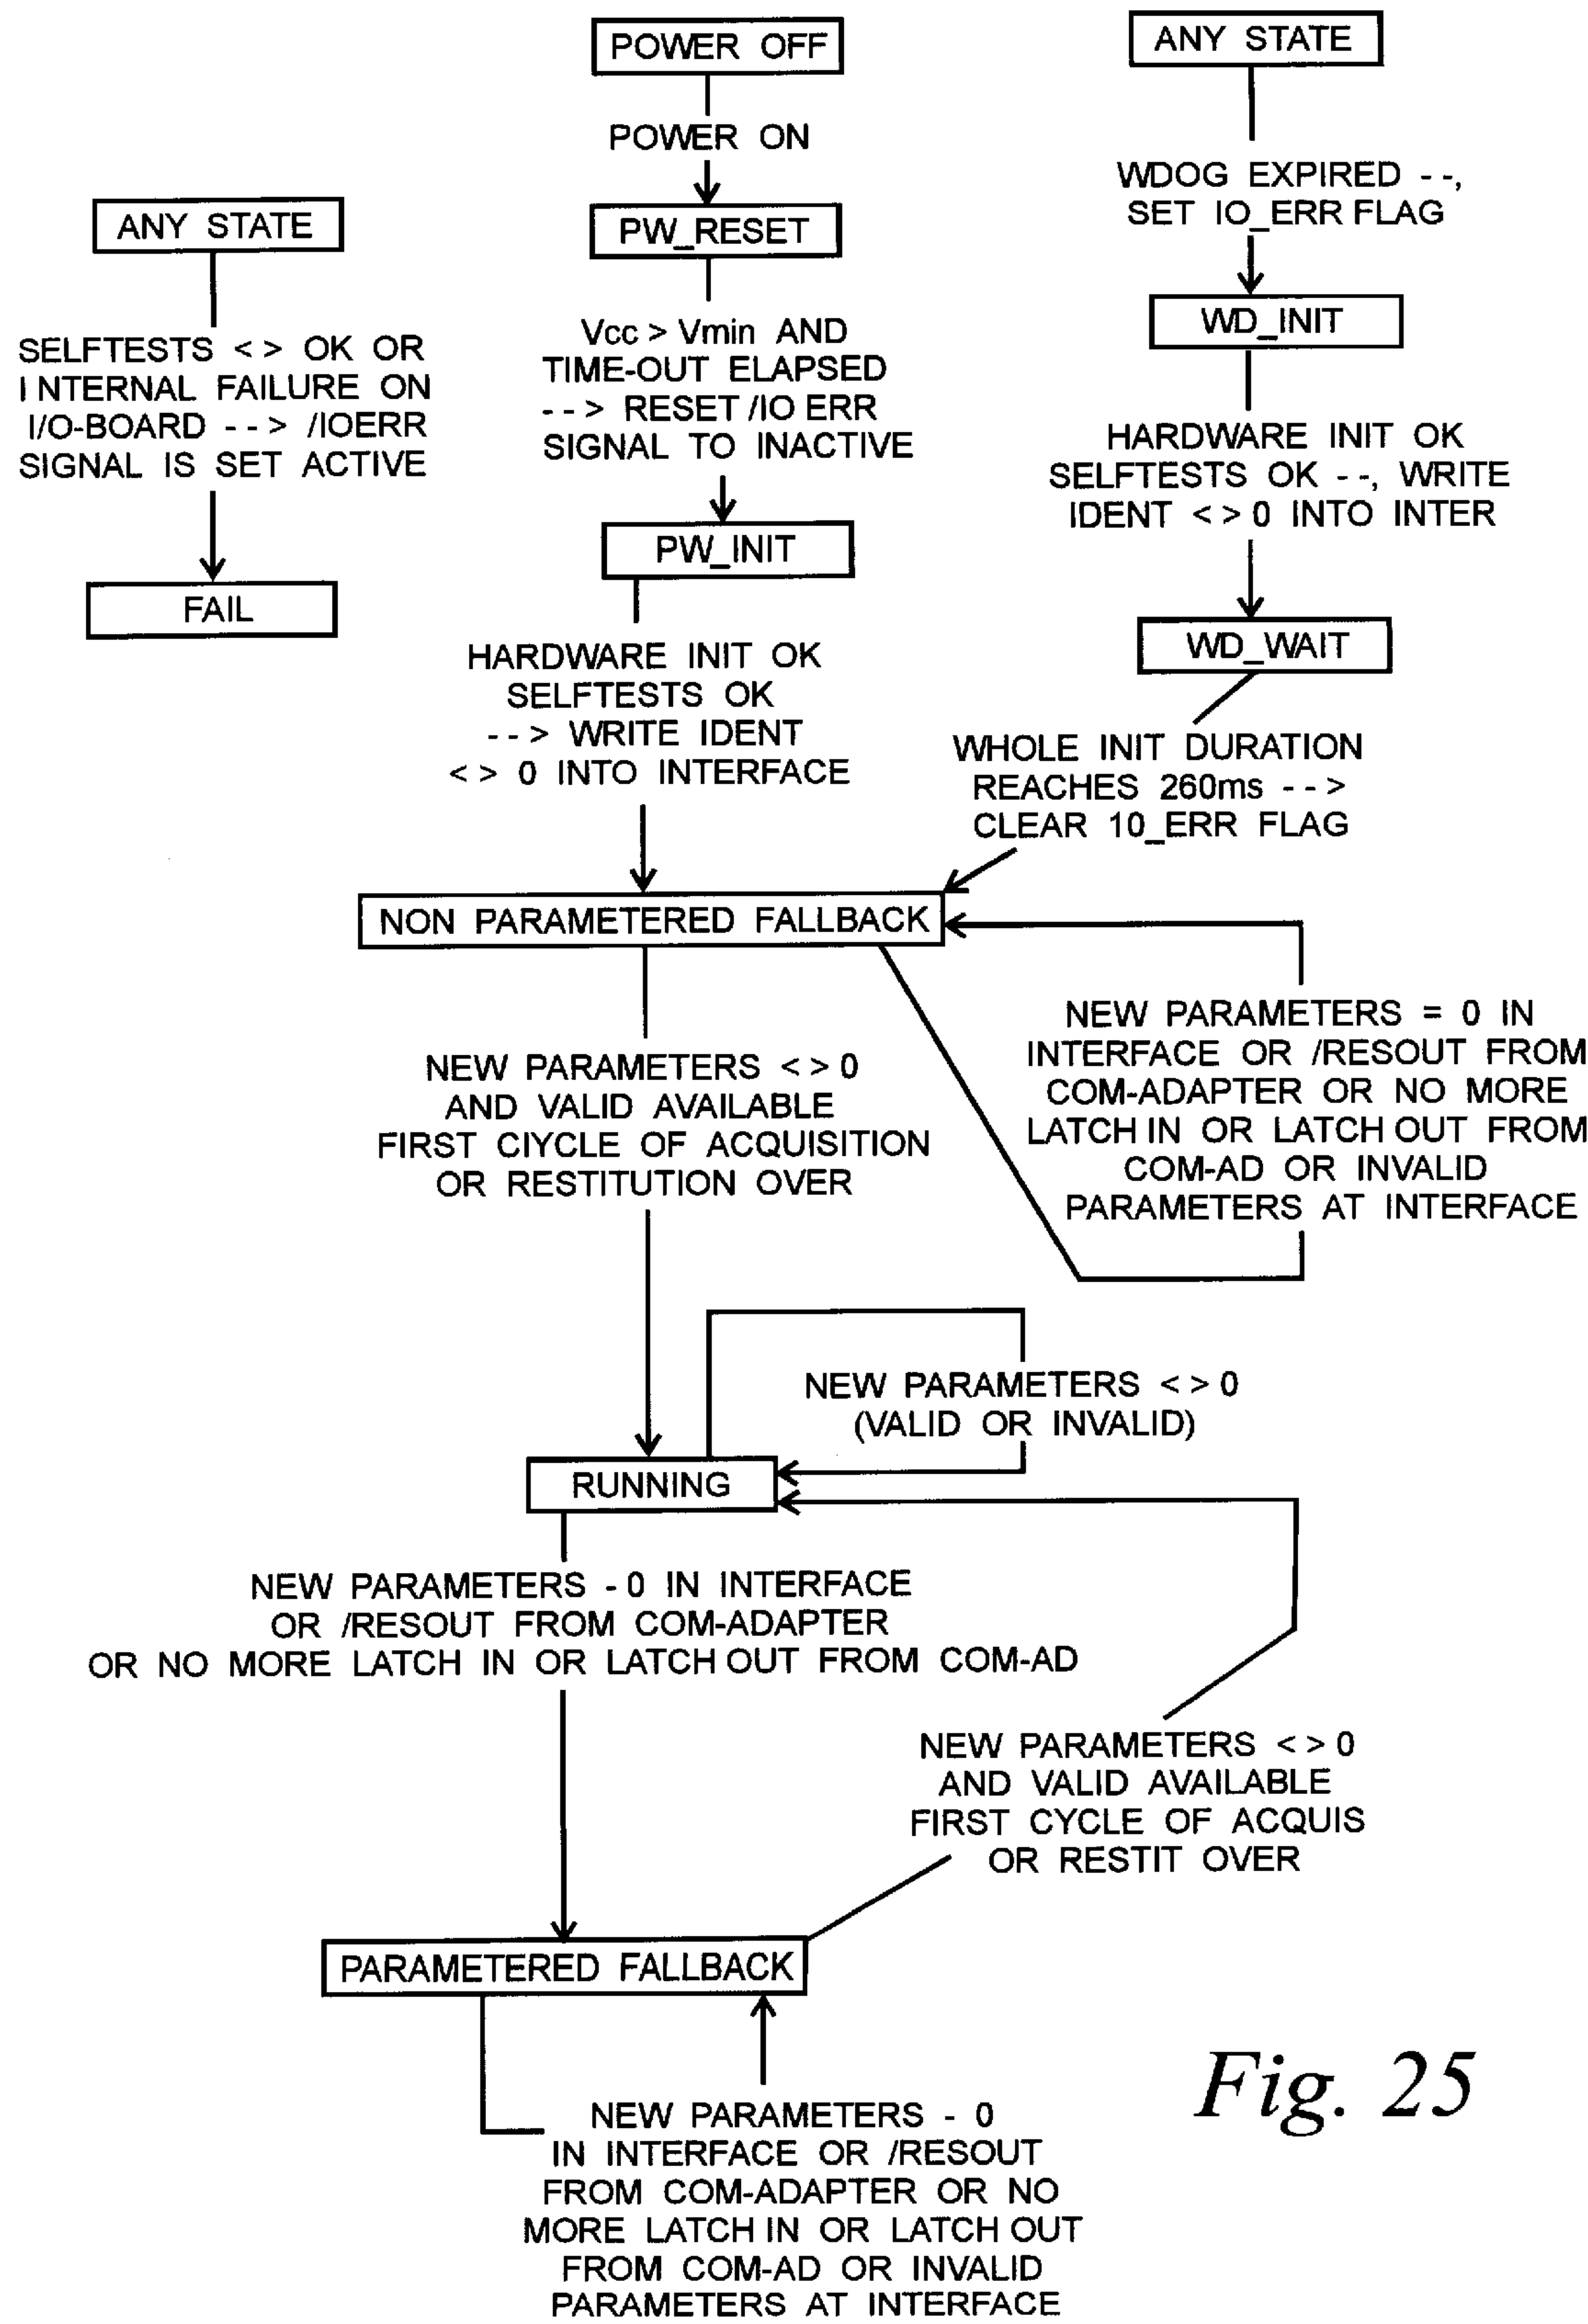 POWER OFF
POWER ON
PW_RESET
Vcc > Vmin AND
TIME-OUT ELAPSED
--> RESET /IO ERR
SIGNAL TO INACTIVE
PW_INIT
HARDWARE INIT OK
SELFTESTS OK
--> WRITE IDENT
<> 0 INTO INTERFACE
ANY STATE
SELFTESTS <> OK OR
INTERNAL FAILURE ON
I/O-BOARD --> /IOERR
SIGNAL IS SET ACTIVE
FAIL
ANY STATE
WDOG EXPIRED --,
SET IO_ERR FLAG
WD_INIT
HARDWARE INIT OK
SELFTESTS OK --, WRITE
IDENT <> 0 INTO INTER
WD_WAIT
WHOLE INIT DURATION
REACHES 260ms -->
CLEAR 10_ERR FLAG
NON PARAMETERED FALLBACK
NEW PARAMETERS = 0 IN
INTERFACE OR /RESOUT FROM
COM-ADAPTER OR NO MORE
LATCH IN OR LATCH OUT FROM
COM-AD OR INVALID
PARAMETERS AT INTERFACE
NEW PARAMETERS <> 0
AND VALID AVAILABLE
FIRST CIYCLE OF ACQUISITION
OR RESTITUTION OVER
NEW PARAMETERS <> 0
(VALID OR INVALID)
RUNNING
NEW PARAMETERS - 0 IN INTERFACE
OR /RESOUT FROM COM-ADAPTER
OR NO MORE LATCH IN OR LATCH OUT FROM COM-AD
NEW PARAMETERS <> 0
AND VALID AVAILABLE
FIRST CYCLE OF ACQUIS
OR RESTIT OVER
PARAMETERED FALLBACK
NEW PARAMETERS - 0
IN INTERFACE OR /RESOUT
FROM COM-ADAPTER OR NO
MORE LATCH IN OR LATCH OUT
FROM COM-AD OR INVALID
PARAMETERS AT INTERFACE
Fig. 25